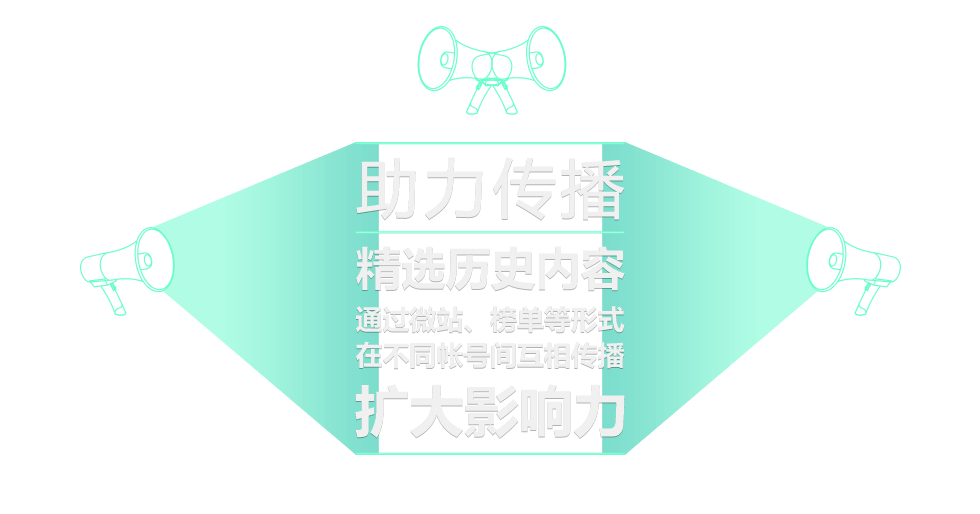 助力传播
精选历史内容
通过微站、榜单等形式
在不同帐号间互相传播
扩大影响力